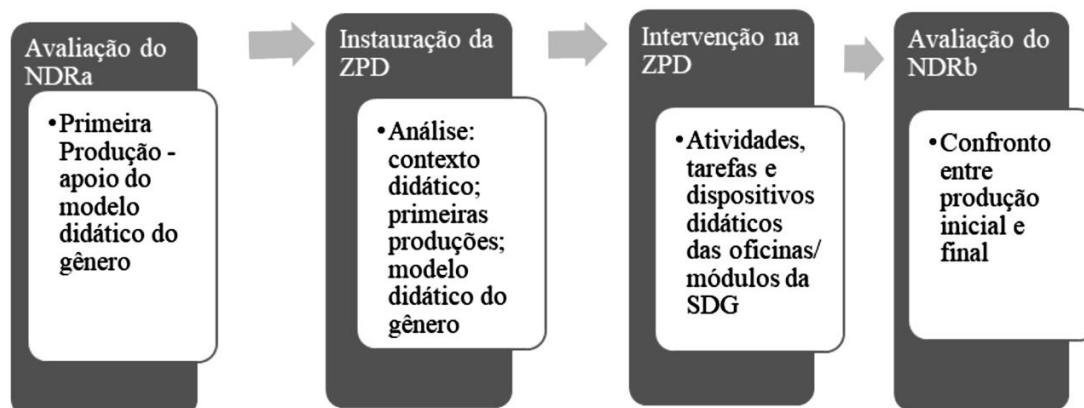 Avaliação do
NDRa
•Primeira
Produção -
apoio do
modelo
didático do
gênero
Instauração da
ZPD
•Análise:
contexto
didático;
primeiras
produções;
modelo
didático do
gênero
Intervenção na
ZPD
•Atividades,
tarefas e
dispositivos
didáticos
das oficinas/
módulos da
SDG
Avaliação do
NDRb
•Confronto
entre
produção
inicial e
final